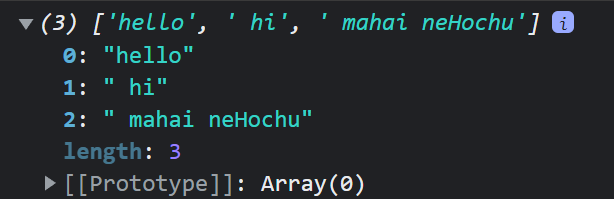 (3) ['hello', ' hi', ' mahai neHochu'] i
0: "hello"
1: " hi"
2: " mahai neHochu"
length: 3
[[Prototype]]: Array(0)